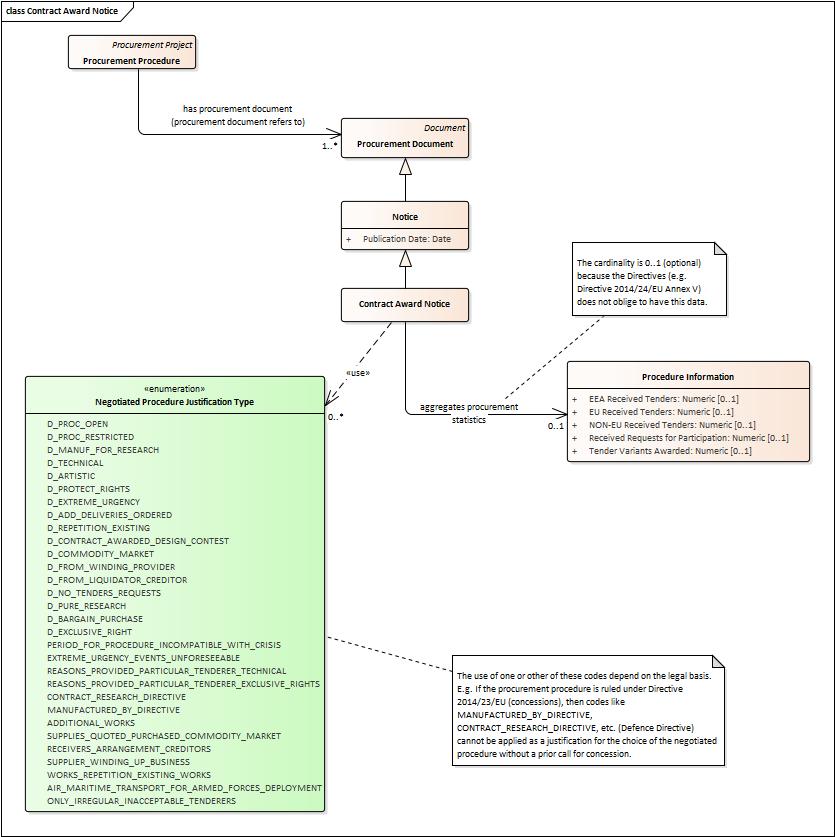 class Contract Award Notice
Procurement Project
Procurement Procedure
has procurement document
(procurement document refers to)
1..*
Document
Procurement Document
Notice
+ Publication Date: Date
Contract Award Notice
The cardinality is 0..1 (optional)
because the Directives (e.g.
Directive 2014/24/EU Annex V)
does not oblige to have this data.
«use»
0..*
aggregates procurement
statistics
0..1
Procedure Information
+ EEA Received Tenders: Numeric [0..1]
+ EU Received Tenders: Numeric [0..1]
+ NON-EU Received Tenders: Numeric [0..1]
+ Received Requests for Participation: Numeric [0..1]
+ Tender Variants Awarded: Numeric [0..1]
«enumeration»
Negotiated Procedure Justification Type
D_PROC_OPEN
D_PROC_RESTRICTED
D_MANUF_FOR_RESEARCH
D_TECHNICAL
D_ARTISTIC
D_PROTECT_RIGHTS
D_EXTREME_URGENCY
D_ADD_DELIVERIES_ORDERED
D_REPETITION_EXISTING
D_CONTRACT_AWARDED_DESIGN_CONTEST
D_COMMODITY_MARKET
D_FROM_WINDING_PROVIDER
D_FROM_LIQUIDATOR_CREDITOR
D_NO_TENDERS_REQUESTS
D_PURE_RESEARCH
D_BARGAIN_PURCHASE
D_EXCLUSIVE_RIGHT
PERIOD_FOR_PROCEDURE_INCOMPATIBLE_WITH_CRISIS
EXTREME_URGENCY_EVENTS_UNFORESEEABLE
REASONS_PROVIDED_PARTICULAR_TENDERER_TECHNICAL
REASONS_PROVIDED_PARTICULAR_TENDERER_EXCLUSIVE_RIGHTS
CONTRACT_RESEARCH_DIRECTIVE
MANUFACTURED_BY_DIRECTIVE
ADDITIONAL_WORKS
SUPPLIES_QUOTED_PURCHASED_COMMODITY_MARKET
RECEIVERS_ARRANGEMENT_CREDITORS
SUPPLIER_WINDING_UP_BUSINESS
WORKS_REPETITION_EXISTING_WORKS
AIR_MARITIME_TRANSPORT_FOR_ARMED_FORCES_DEPLOYMENT
ONLY_IRREGULAR_INACCEPTABLE_TENDERERS
The use of one or other of these codes depend on the legal basis.
E.g. If the procurement procedure is ruled under Directive
2014/23/EU (concessions), then codes like
MANUFACTURED_BY_DIRECTIVE,
CONTRACT_RESEARCH_DIRECTIVE, etc. (Defence Directive)
cannot be applied as a justification for the choice of the negotiated
procedure without a prior call for concession.